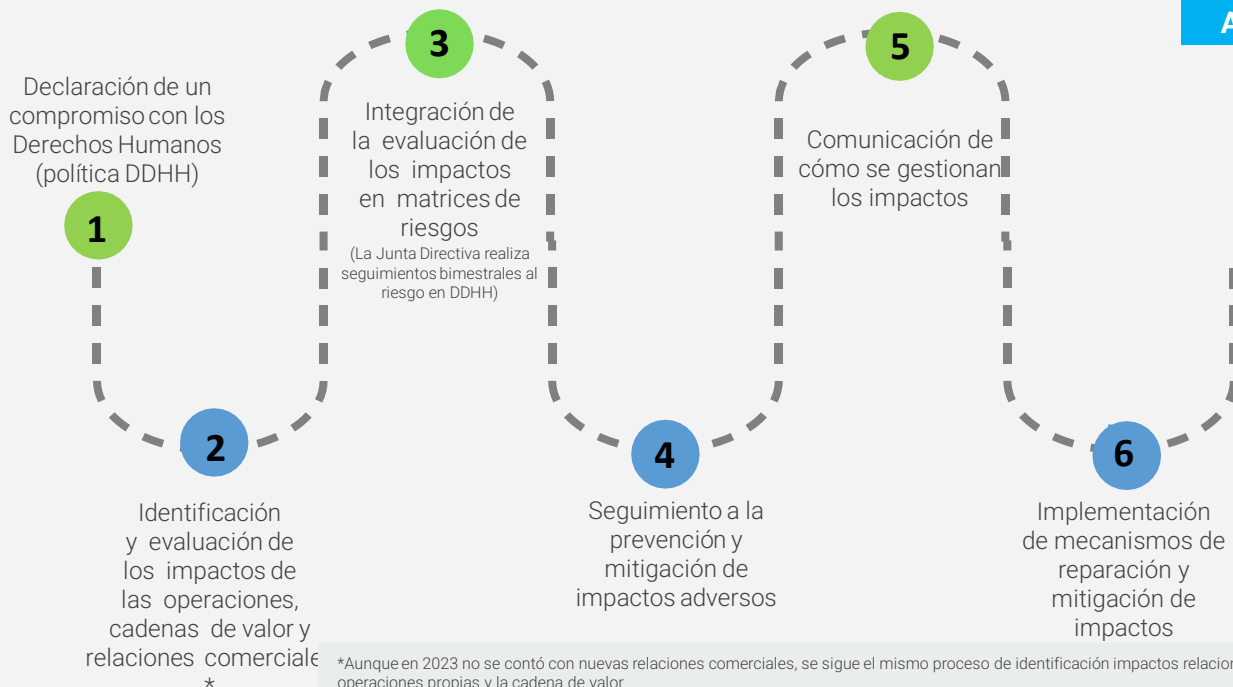 A
Declaración de un
compromiso con los
Derechos Humanos
(política DDHH)
1
2
Identificación
y evaluación de
los impactos de
las operaciones,
cadenas de valor y
relaciones comerciale
*
3
Integración de
la evaluación de
los impactos
en matrices de
riesgos
(La Junta Directiva realiza
seguimientos bimestrales al
riesgo en DDHH)
4
Seguimiento a la
prevención y
mitigación de
impactos adversos
5
Comunicación de
cómo se gestionan
los impactos
6
Implementación
de mecanismos de
reparación y
mitigación de
impactos
*Aunque en 2023 no se contó con nuevas relaciones comerciales, se sigue el mismo proceso de identificación impactos relacion
operaciones propias y la cadena de valor